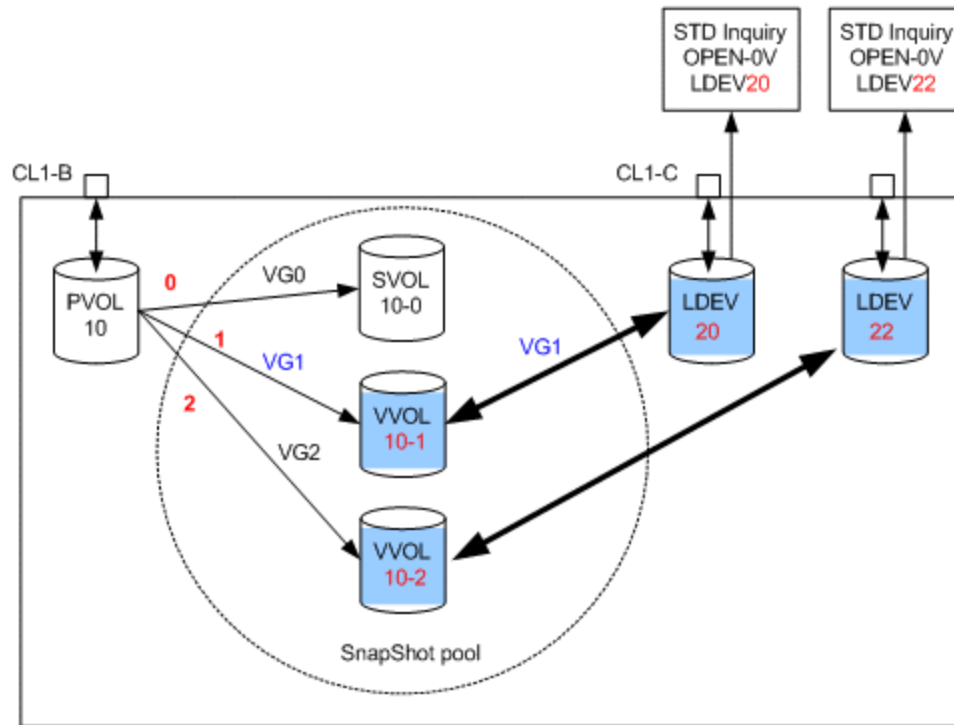 STD Inquiry
OPEN-0V
LDEV20
STD Inquiry
OPEN-0V
LDEV22
CL1-B
CL1-C
PVOL
10
0
VG0
SVOL
10-0
1
VG1
VG1
LDEV
20
LDEV
22
2
VG2
VVOL
10-1
VVOL
10-2
SnapShot pool